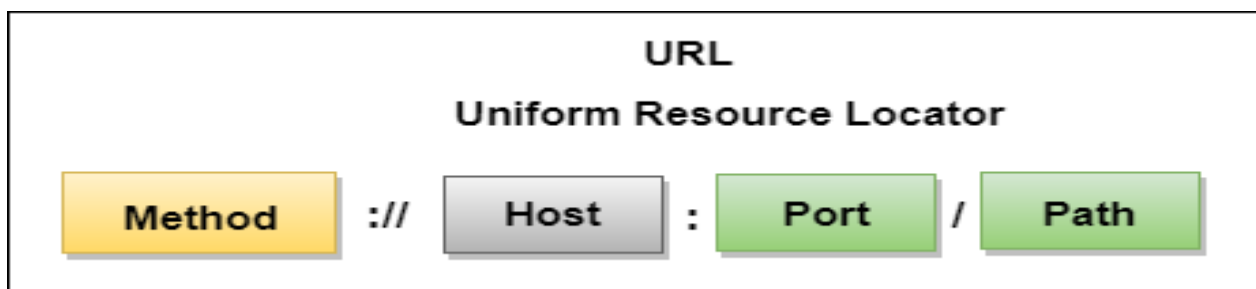 URL
Uniform Resource Locator
Method :// Host : Port / Path